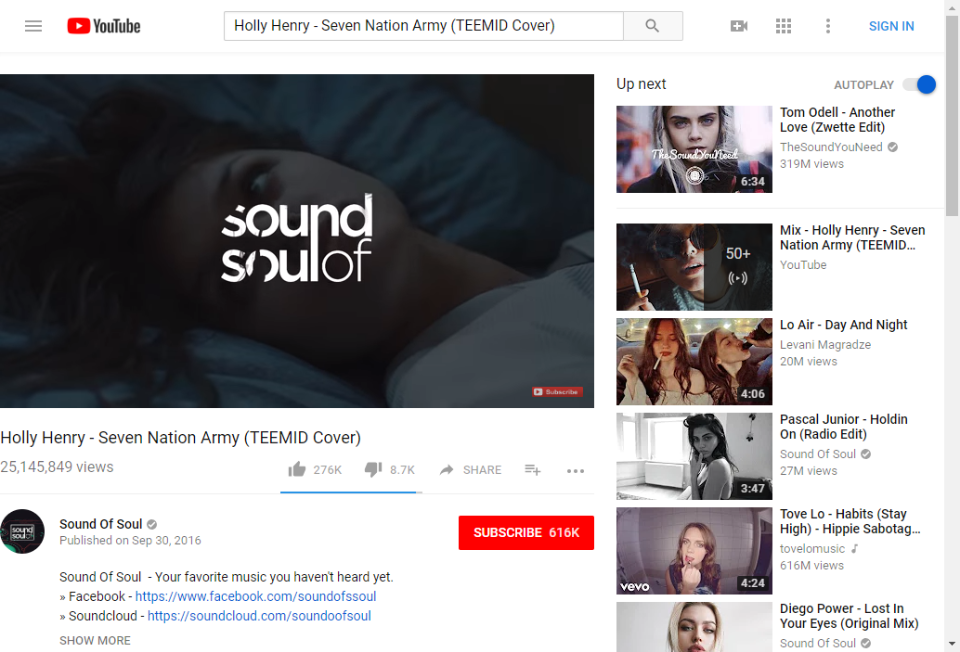 YouTube
Holly Henry - Seven Nation Army (TEEMID Cover)
SIGN IN
sound
soulof
Subscribe
Holly Henry - Seven Nation Army (TEEMID Cover)
25,145,849 views
276K
8.7K
SHARE
sound
soulof
Sound Of Soul
Published on Sep 30, 2016
SUBSCRIBE 616K
Sound Of Soul - Your favorite music you haven't heard yet.
» Facebook - https://www.facebook.com/soundofssoul
» Soundcloud - https://soundcloud.com/soundoofsoul
SHOW MORE
Up next
AUTOPLAY
TheSoundYouNeed
6:34
Tom Odell - Another
Love (Zwette Edit)
TheSoundYouNeed
319M views
50+
Mix - Holly Henry - Seven
Nation Army (TEEMID…
YouTube
4:06
Lo Air - Day And Night
Levani Magradze
20M views
3:47
Pascal Junior - Holdin
On (Radio Edit)
Sound Of Soul
27M views
vevo
4:24
Tove Lo - Habits (Stay
High) - Hippie Sabotag…
tovelomusic
616M views
Diego Power - Lost In
Your Eyes (Original Mix)
Sound Of Soul